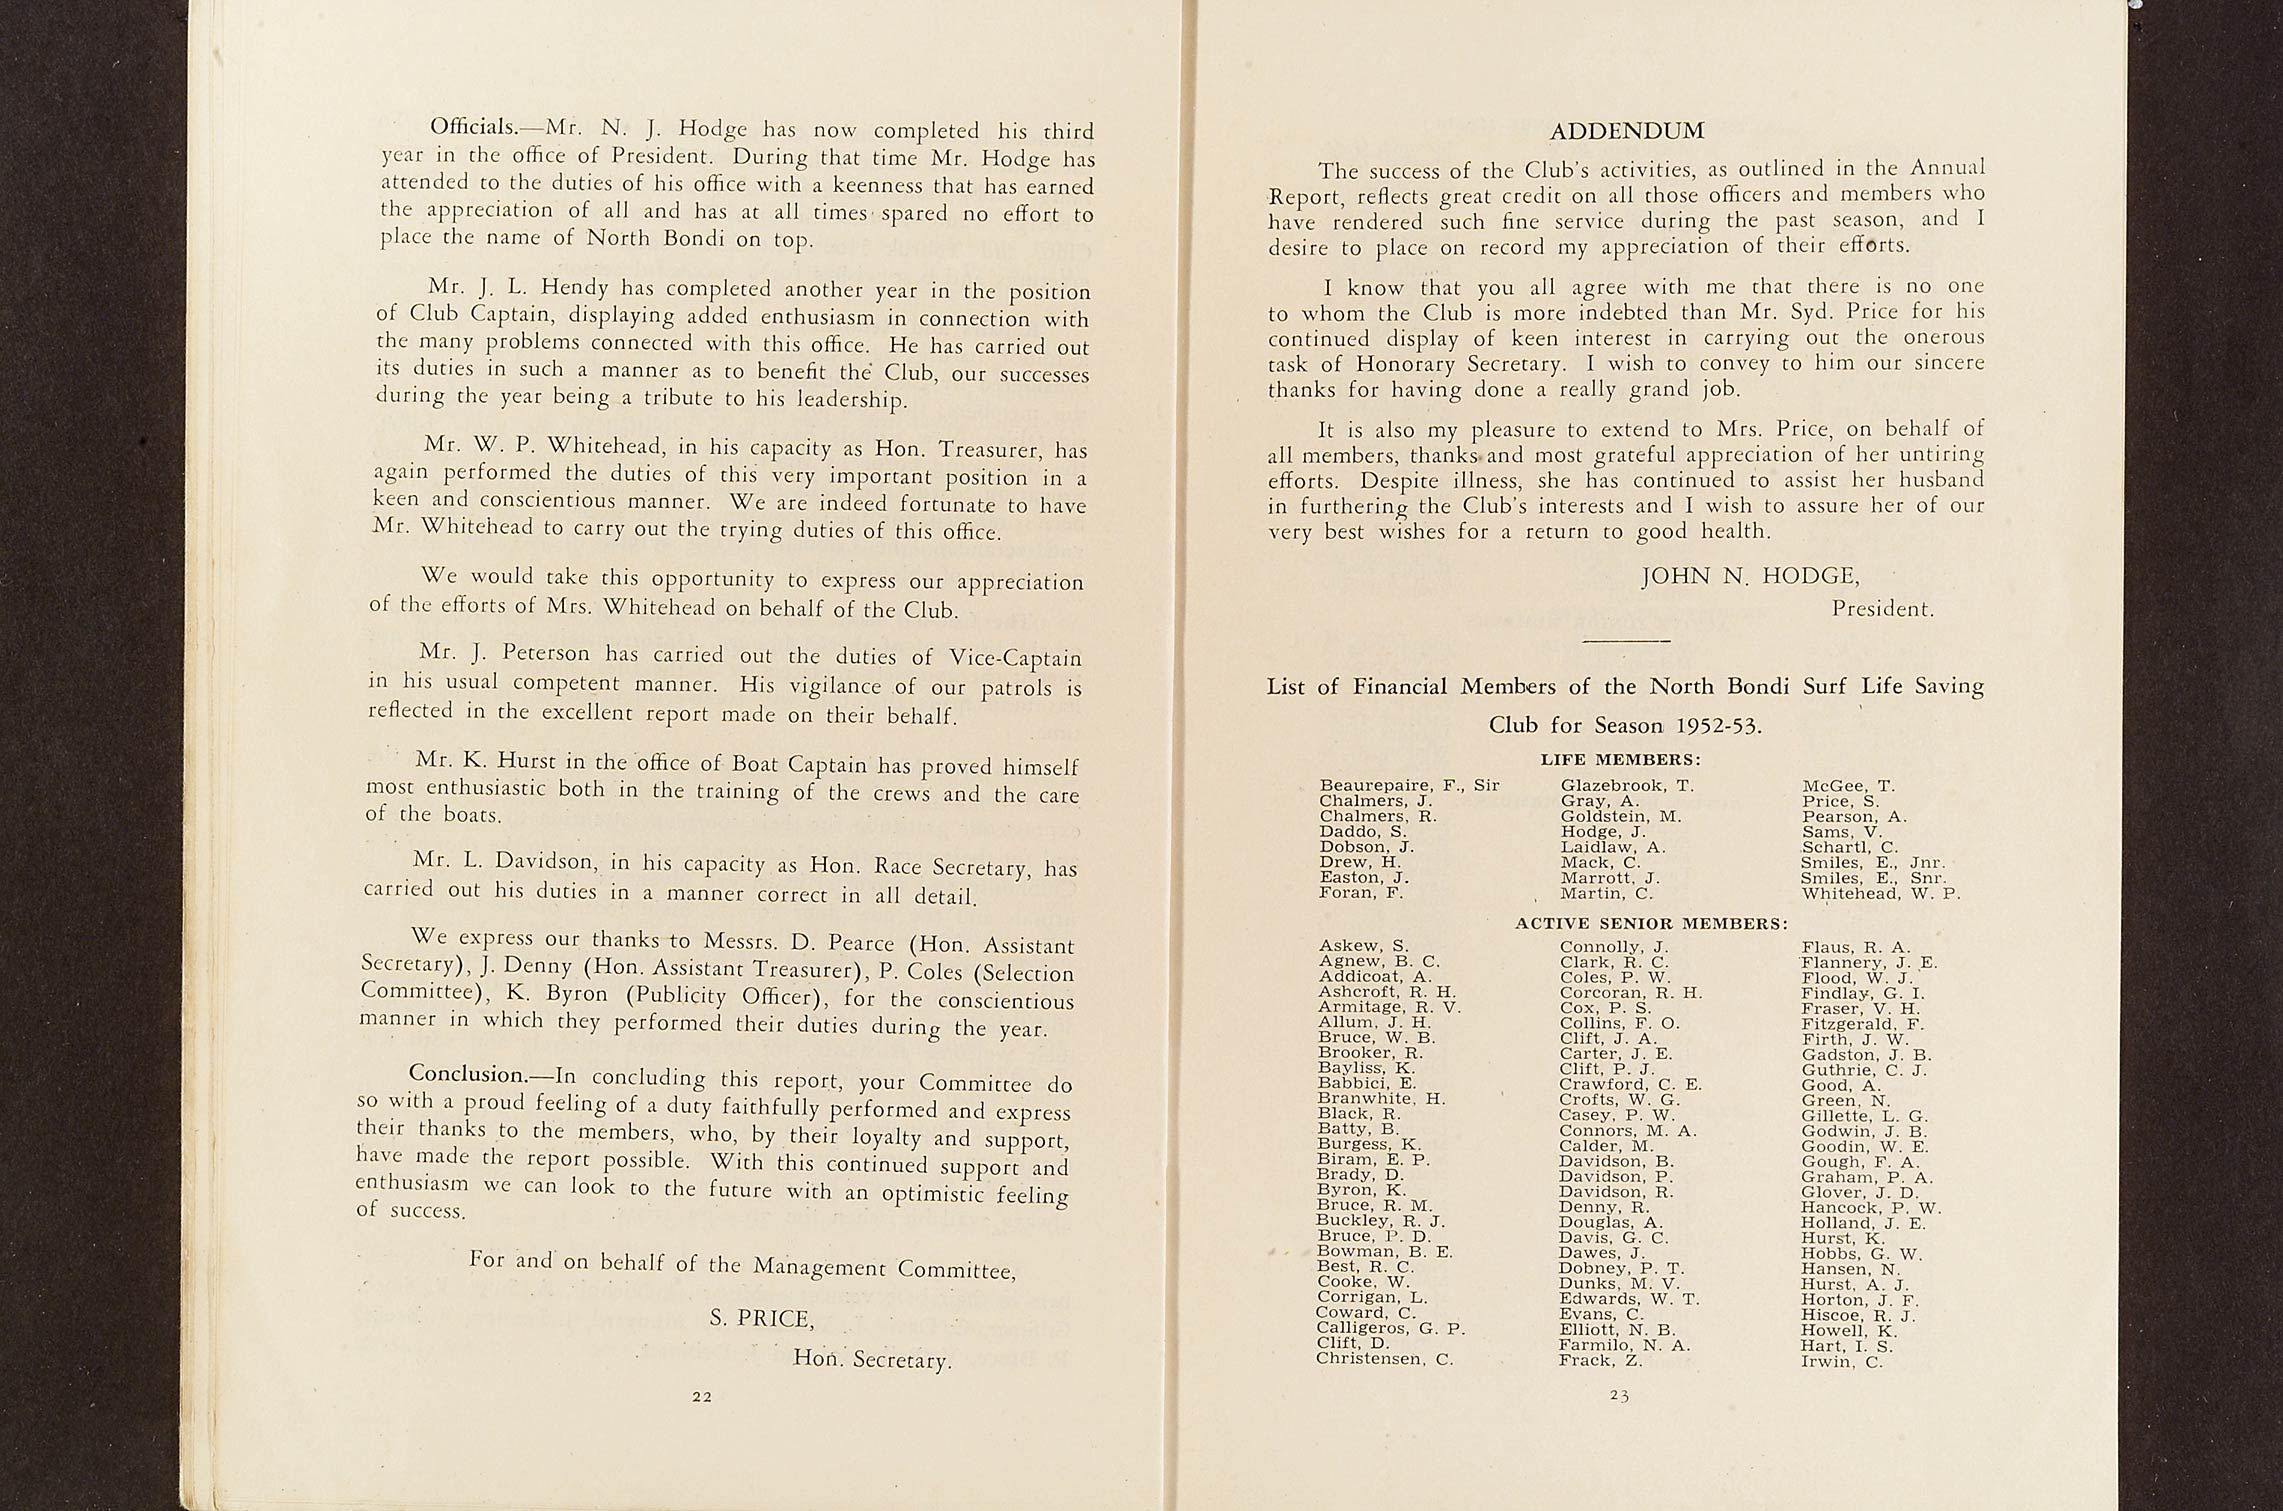 Officials.—Mr. N. J. Hodge has now completed his third
year in the office of President. During that time Mr. Hodge has
attended to the duties of his office with a keenness that has earned
the appreciation of all and has at all times spared no effort to
place the name of North Bondi on top.
Mr. J. L. Hendy has completed another year in the position
of Club Captain, displaying added enthusiasm in connection with
the many problems connected with this office. He has carried out
its duties in such a manner as to benefit the Club, our successes
during the year being a tribute to his leadership.
Mr. W. P. Whitehead, in his capacity as Hon. Treasurer, has
again performed the duties of this very important position in a
keen and conscientious manner. We are indeed fortunate to have
Mr. Whitehead to carry out the trying duties of this office.
We would take this opportunity to express our appreciation
of the efforts of Mrs. Whitehead on behalf of the Club.
Mr. J. Peterson has carried out the duties of Vice-Captain
in his usual competent manner. His vigilance of our patrols is
reflected in the excellent report made on their behalf.
Mr. K. Hurst in the office of Boat Captain has proved himself
most enthusiastic both in the training of the crews and the care
of the boats.
Mr. L. Davidson, in his capacity as Hon. Race Secretary, has
carried out his duties in a manner correct in all detail.
We express our thanks to Messrs. D. Pearce (Hon. Assistant
Secretary), J. Denny (Hon. Assistant Treasurer), P. Coles (Selection
Committee), K. Byron (Publicity Officer), for the conscientious
manner in which they performed their duties during the year.
Conclusion.—In concluding this report, your Committee do
so with a proud feeling of a duty faithfully performed and express
their thanks to the members, who, by their loyalty and support,
have made the report possible. With this continued support and
enthusiasm we can look to the future with an optimistic feeling
of success.
For and on behalf of the Management Committee,
S. PRICE,
Hon. Secretary.
22
ADDENDUM
The success of the Club's activities, as outlined in the Annual
Report, reflects great credit on all those officers and members who
have rendered such fine service during the past season, and I
desire to place on record my appreciation of their efforts.
I know that you all agree with me that there is no one
to whom the Club is more indebted than Mr. Syd. Price for his
continued display of keen interest in carrying out the onerous
task of Honorary Secretary. I wish to convey to him our sincere
thanks for having done a really grand job.
It is also my pleasure to extend to Mrs. Price, on behalf of
all members, thanks and most grateful appreciation of her untiring
efforts. Despite illness, she has continued to assist her husband
in furthering the Club's interests and I wish to assure her of our
very best wishes for a return to good health.
JOHN N. HODGE,
President.
List of Financial Members of the North Bondi Surf Life Saving
Club for Season 1952-53.
LIFE MEMBERS:
Beaurepaire, F., Sir
Chalmers, J.
Chalmers, R.
Daddo, S.
Dobson, J.
Drew, H.
Easton, J.
Foran, F.
Glazebrook, T.
Gray, A.
Goldstein, M.
Hodge, J.
Laidlaw, A.
Mack, C.
Marrott, J.
Martin, C.
McGee, T.
Price, S.
Pearson, A.
Sams, V.
Schartl, C.
Smiles, E., Jnr.
Smiles, E., Snr.
Whitehead, W. P.
ACTIVE SENIOR MEMBERS:
Askew, S.
Agnew, B. C.
Addicoat, A.
Ashcroft, R. H.
Armitage, R. V.
Allum, J. H.
Bruce, W. B.
Brooker, R.
Bayliss, K.
Babbici, E.
Branwhite, H.
Black, R.
Batty, B.
Burgess, K.
Biram, E. P.
Brady, D.
Byron, K.
Bruce, R. M.
Buckley, R. J.
Bruce, P. D.
Bowman, B. E.
Best, R. C.
Cooke, W.
Corrigan, L.
Coward, C.
Calligeros, G. P.
Clift, D.
Christensen, C.
Connolly, J.
Clark, R. C.
Coles, P. W.
Corcoran, R. H.
Cox, P. S.
Collins, F. O.
Clift, J. A.
Carter, J. E.
Clift, P. J.
Crawford, C. E.
Crofts, W. G.
Casey, P. W.
Connors, M. A.
Calder, M.
Davidson, B.
Davidson, P.
Davidson, R.
Denny, R.
Douglas, A.
Davis, G. C.
Dawes, J.
Dobney, P. T.
Dunks, M. V.
Edwards, W. T.
Evans, C.
Elliott, N. B.
Farmilo, N. A.
Frack, Z.
Flaus, R. A.
Flannery, J. E.
Flood, W. J.
Findlay, G. I.
Fraser, V. H.
Fitzgerald, F.
Firth, J. W.
Gadston, J. B.
Guthrie, C. J.
Good, A.
Green, N.
Gillette, L. G.
Godwin, J. B.
Goodin, W. E.
Gough, F. A.
Graham, P. A.
Glover, J. D.
Hancock, P. W.
Holland, J. E.
Hurst, K.
Hobbs, G. W.
Hansen, N.
Hurst, A. J.
Horton, J. F.
Hiscoe, R. J.
Howell, K.
Hart, I. S.
Irwin, C.
23